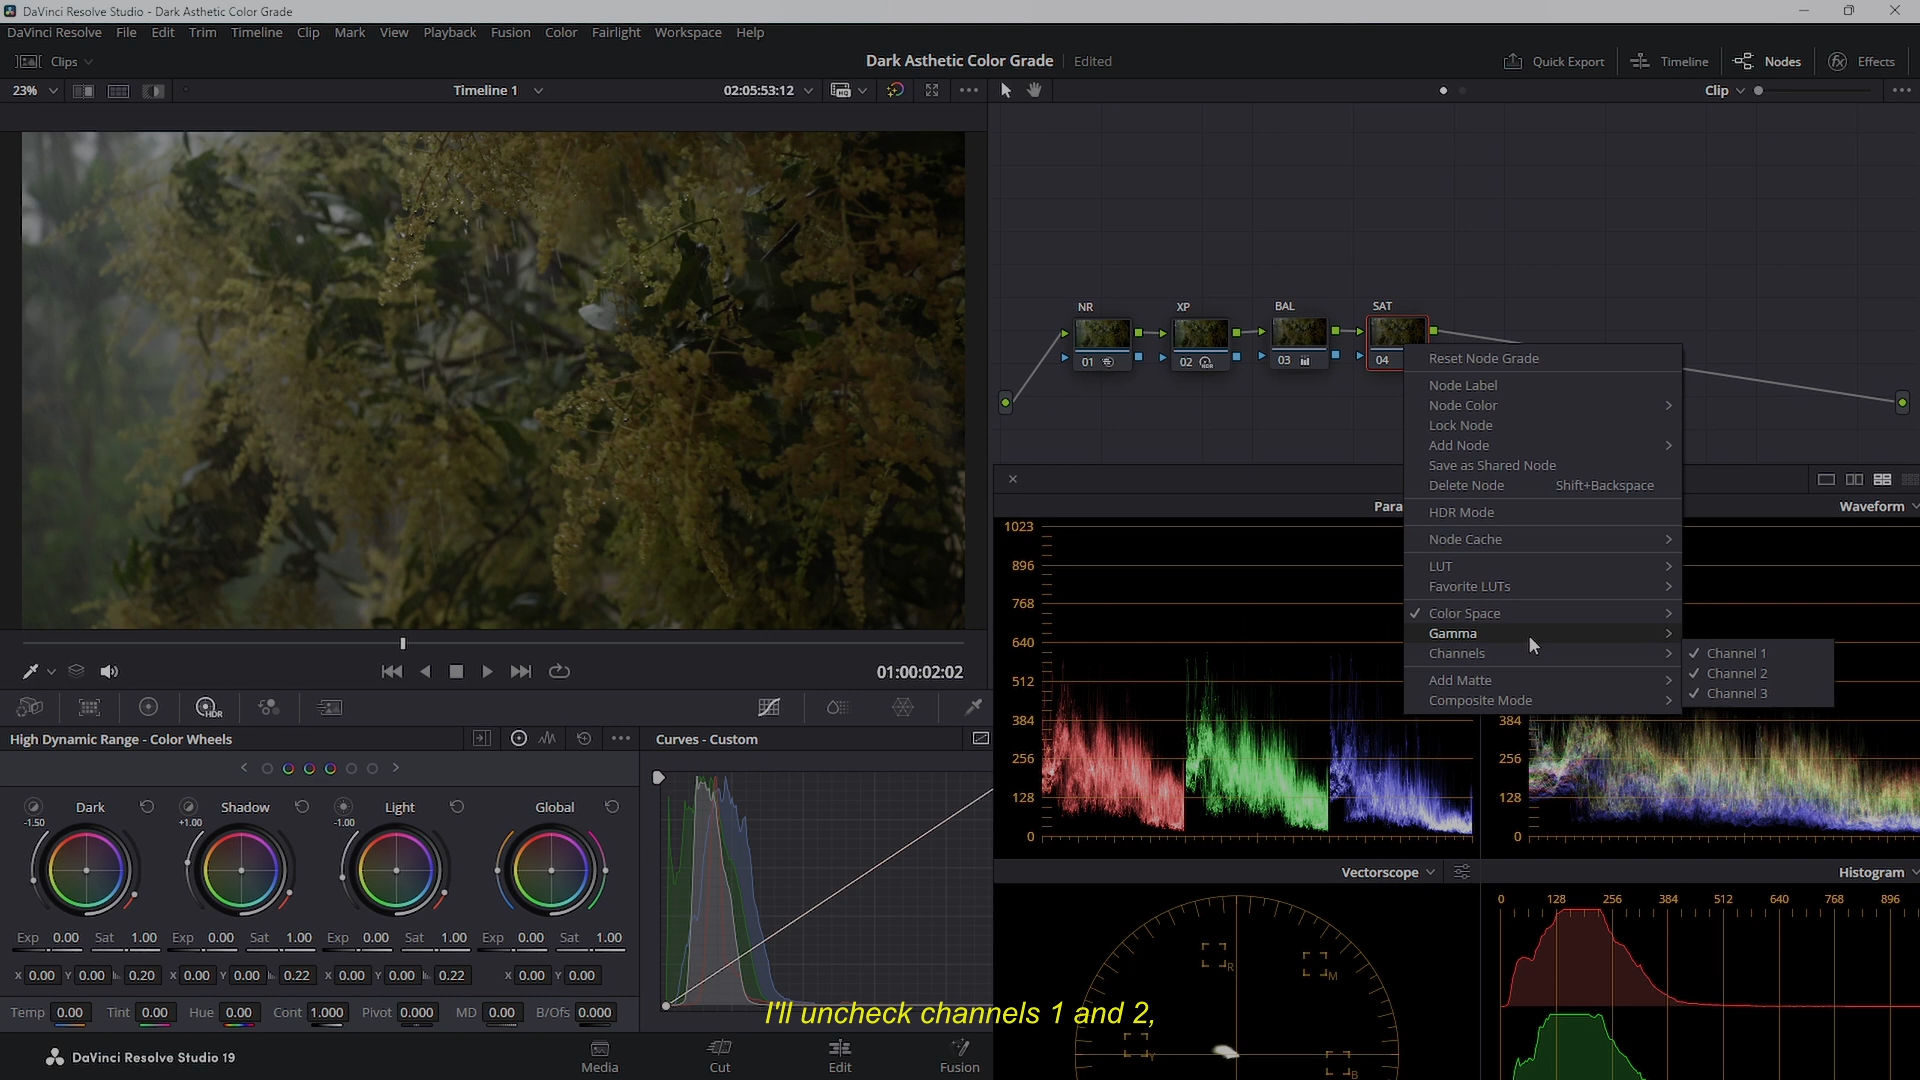 DaVinci Resolve Studio - Dark Asthetic Color Grade
DaVinci Resolve File Edit Trim Timeline Clip Mark View Playback Fusion Color Fairlight Workspace Help
Clips Dark Asthetic Color Grade Edited Quick Export Timeline Nodes Effects
23% Timeline 1 02:05:53:12 Clip
NR XP BAL SAT
01 02 HDR 03 04
Reset Node Grade
Node Label
Node Color
Lock Node
Add Node
Save as Shared Node
Delete Node Shift+Backspace
HDR Mode
Node Cache
LUT
Favorite LUTs
Color Space
Gamma
Channels
Add Matte
Composite Mode
Channel 1
Channel 2
Channel 3
Para Waveform
1023
896
768
640
512
384 384
256 256
128 128
0 0
01:00:02:02
HDR
High Dynamic Range - Color Wheels Curves - Custom
Dark Shadow Light Global
-1.50 +1.00 -1.00
Exp 0.00 Sat 1.00 Exp 0.00 Sat 1.00 Exp 0.00 Sat 1.00 Exp 0.00 Sat 1.00
X 0.00 Y 0.00 0.20 X 0.00 Y 0.00 0.22 X 0.00 Y 0.00 0.22 X 0.00 Y 0.00
Temp 0.00 Tint 0.00 Hue 0.00 Cont 1.000 Pivot 0.000 MD 0.00 B/Ofs 0.000
Vectorscope Histogram
0 128 256 384 512 640 768 896
R M
Y B
I'll uncheck channels 1 and 2,
DaVinci Resolve Studio 19 Media Cut Edit Fusion